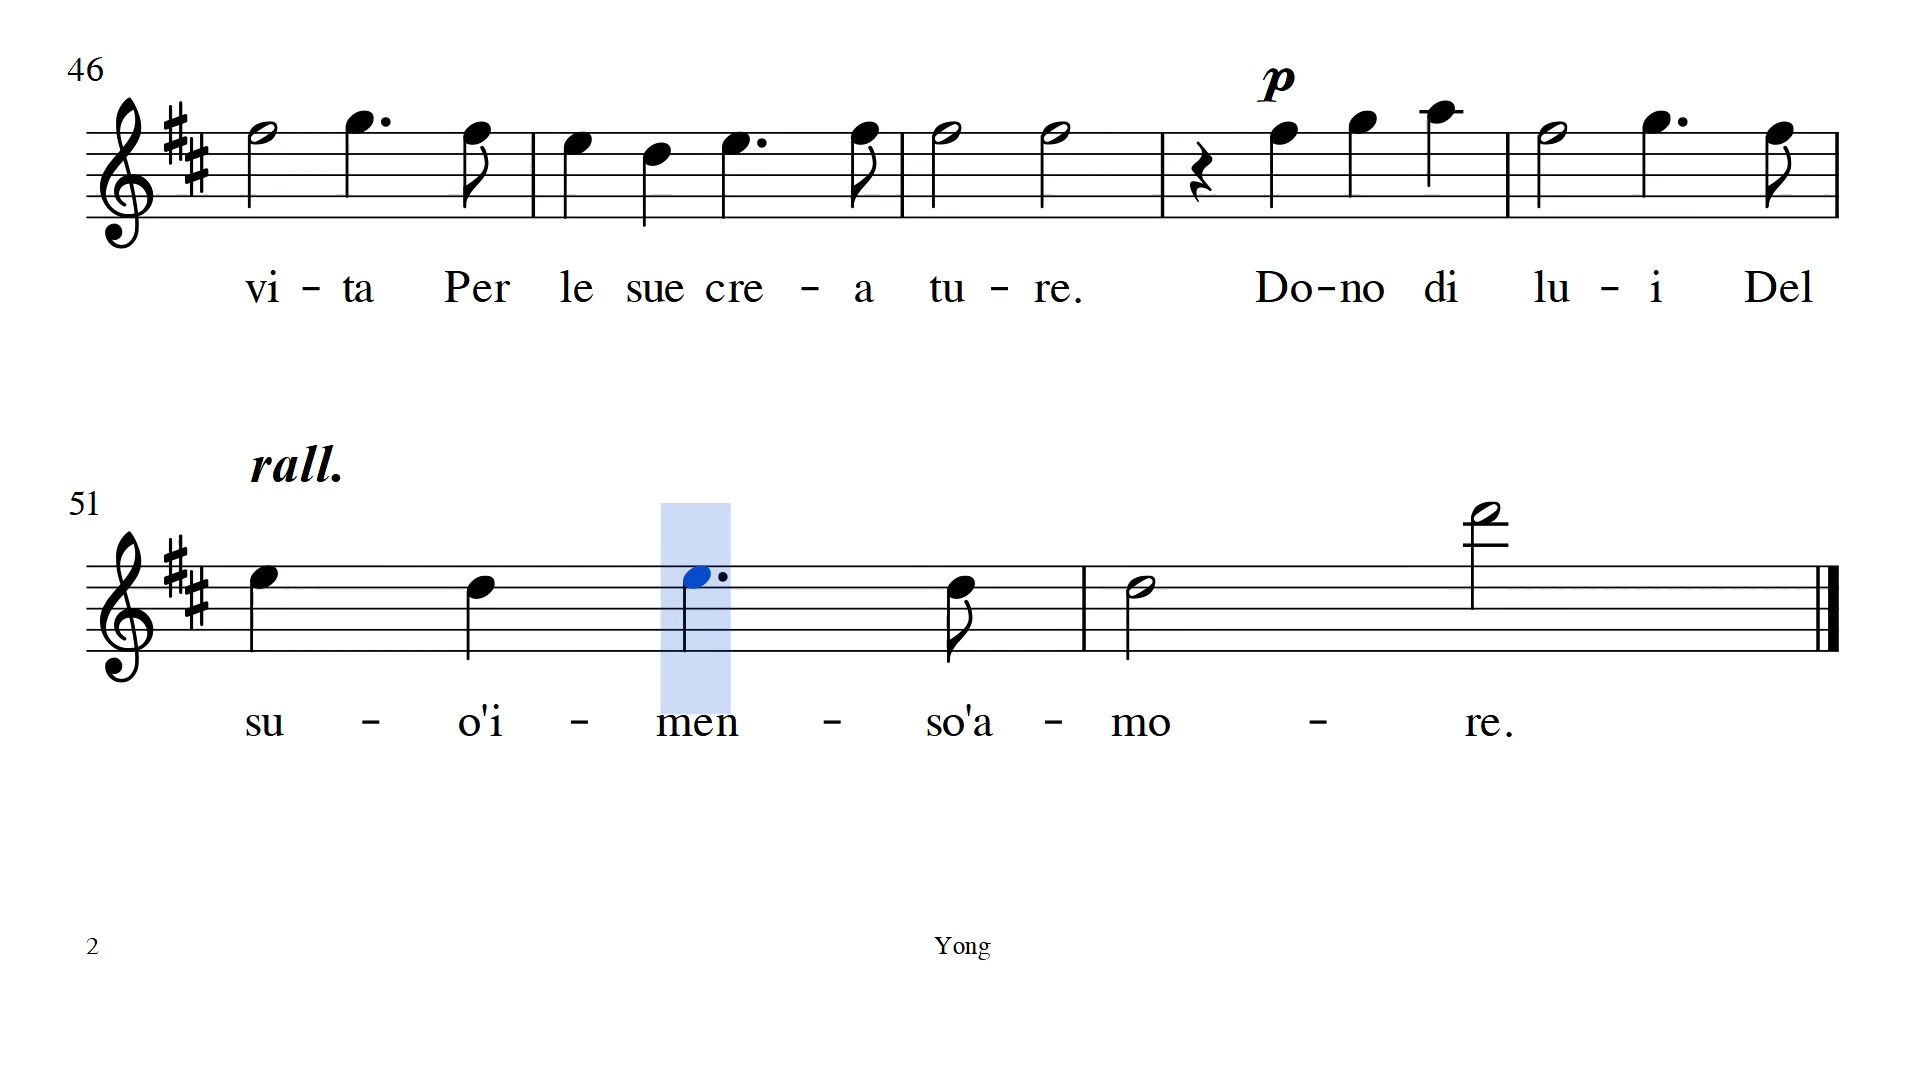 46
p
vi - ta Per le sue cre - a tu - re. Do - no di lu - i Del
rall.
51
su - o'i - men - so'a - mo - re.
2 Yong